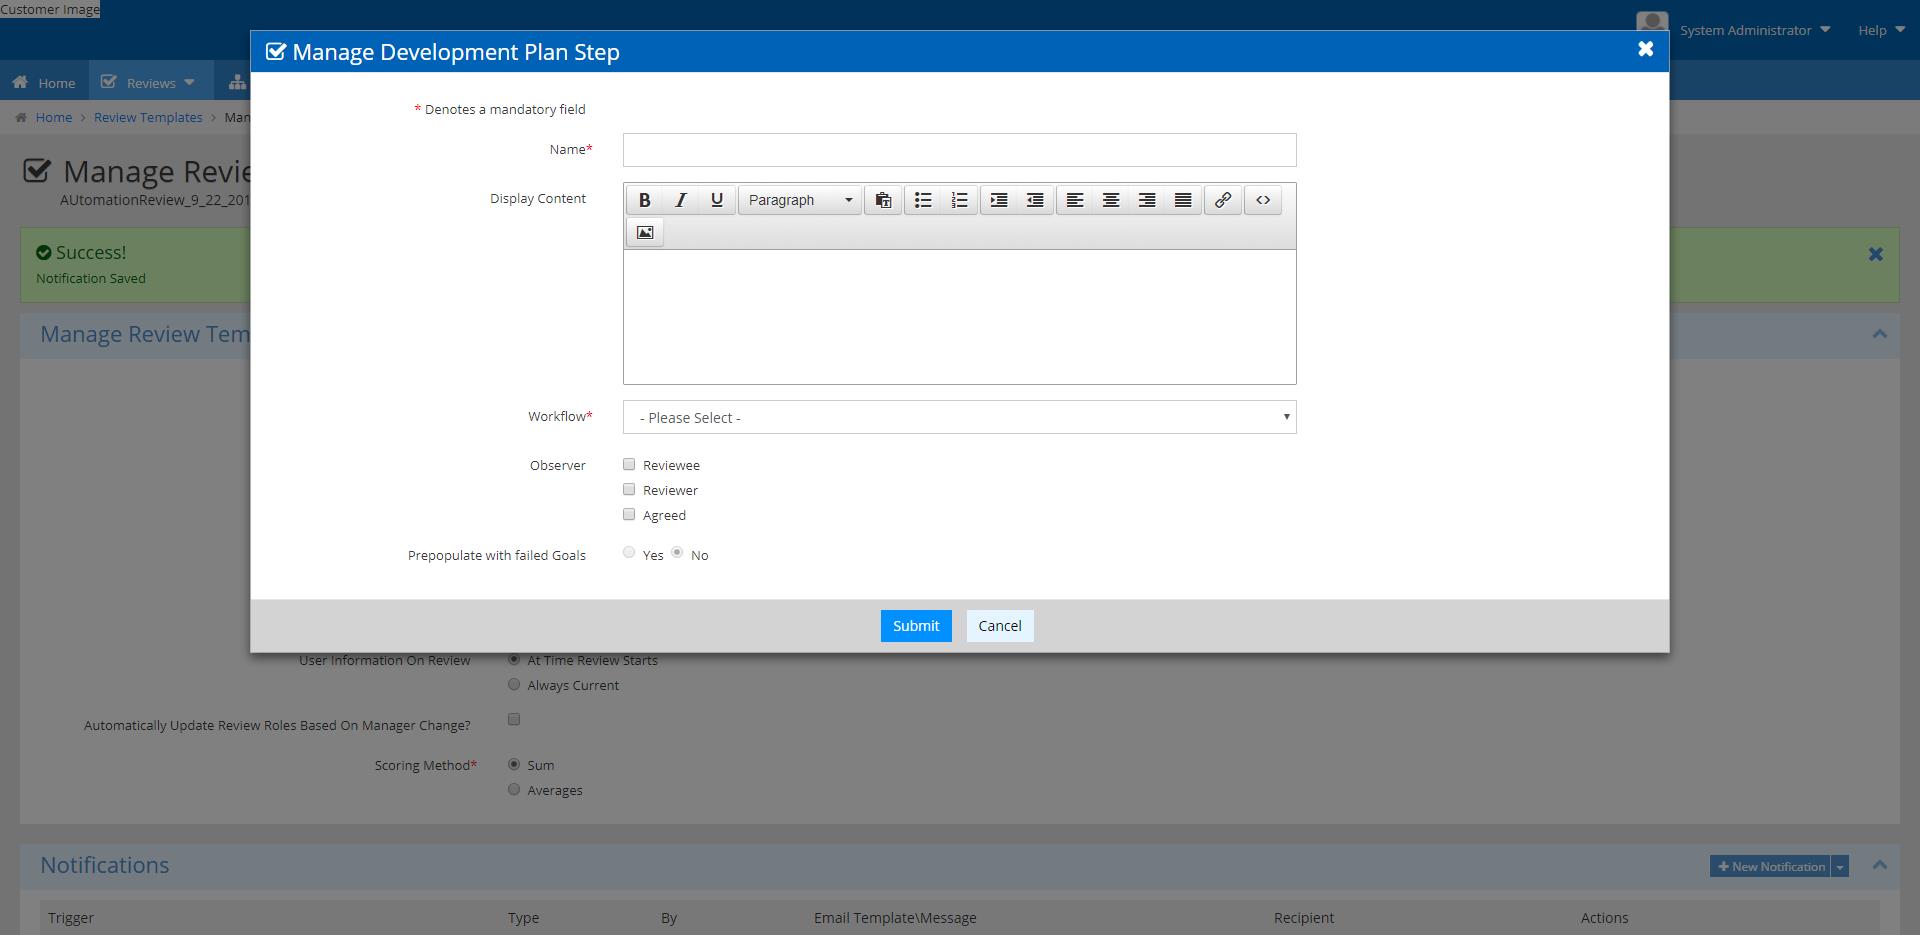 Customer Image
System Administrator
Help
Manage Development Plan Step
Home
Reviews
Home > Review Templates > Man
* Denotes a mandatory field
Name*
Manage Revie
AUtomationReview_9_22_201
Display Content
Paragraph
Success!
Notification Saved
Manage Review Tem
Workflow*
- Please Select -
Observer
Reviewee
Reviewer
Agreed
Prepopulate with failed Goals
Yes No
Submit Cancel
User Information On Review
At Time Review Starts
Always Current
Automatically Update Review Roles Based On Manager Change?
Scoring Method*
Sum
Averages
Notifications
New Notification
Trigger Type By Email Template\Message Recipient Actions